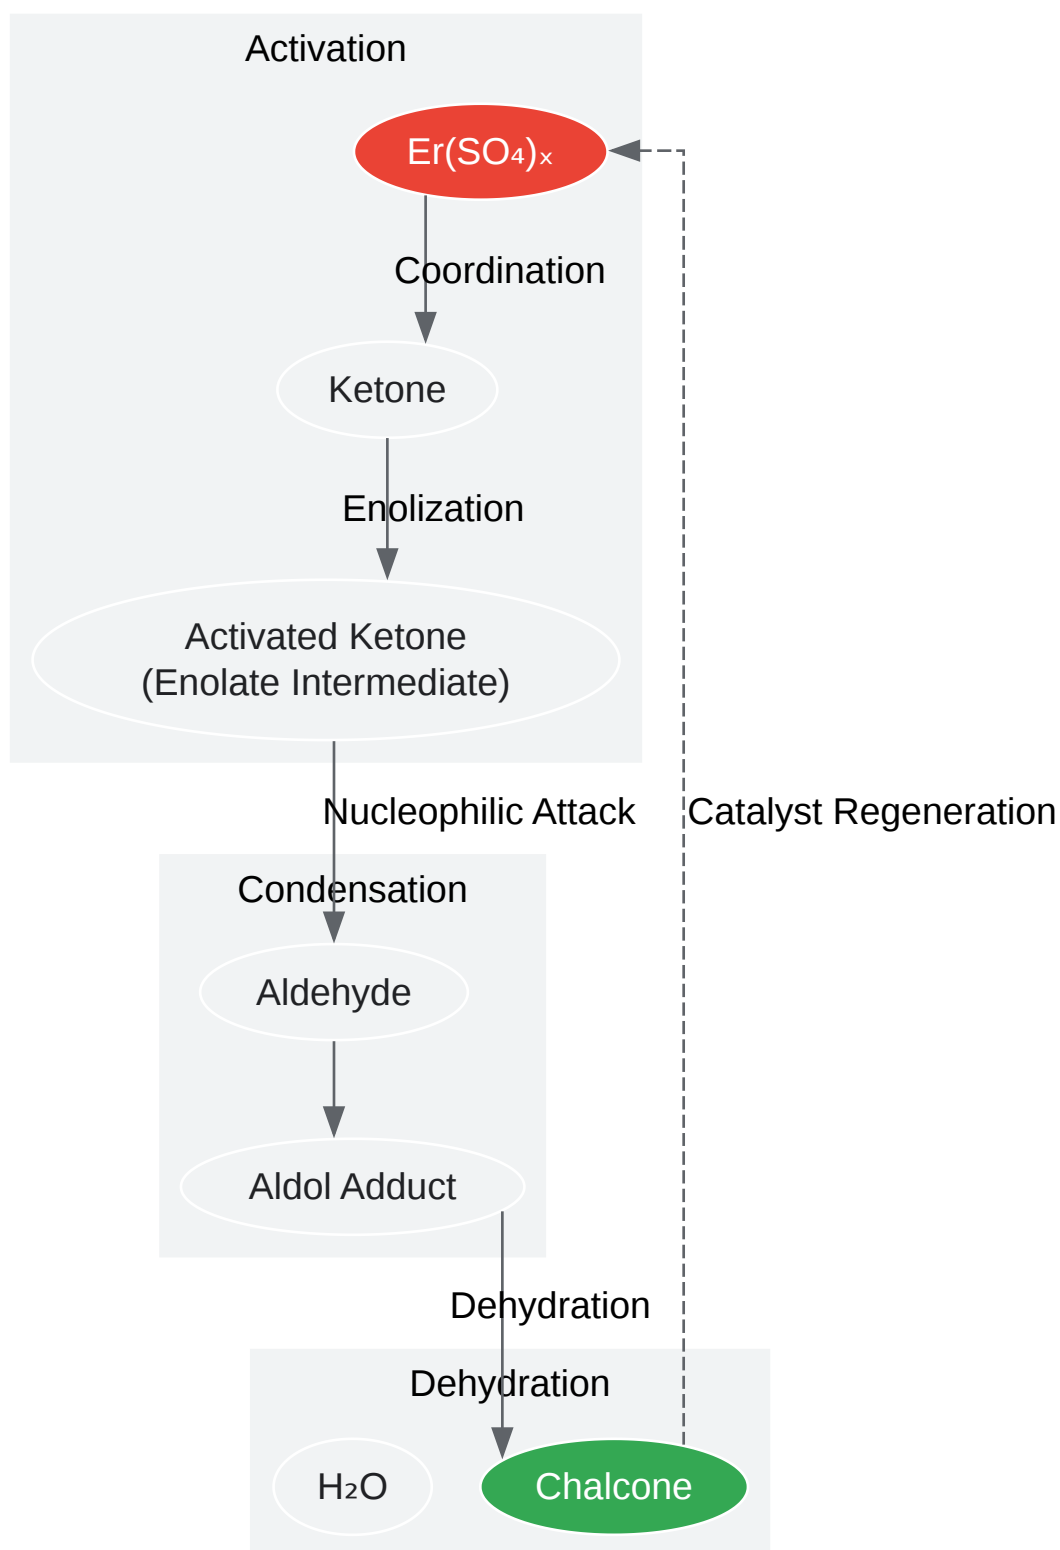 Activation
Er(SO₄)ₓ
Coordination
Ketone
Enolization
Activated Ketone
(Enolate Intermediate)
Nucleophilic Attack
Catalyst Regeneration
Condensation
Aldehyde
Aldol Adduct
Dehydration
Dehydration
H₂O
Chalcone